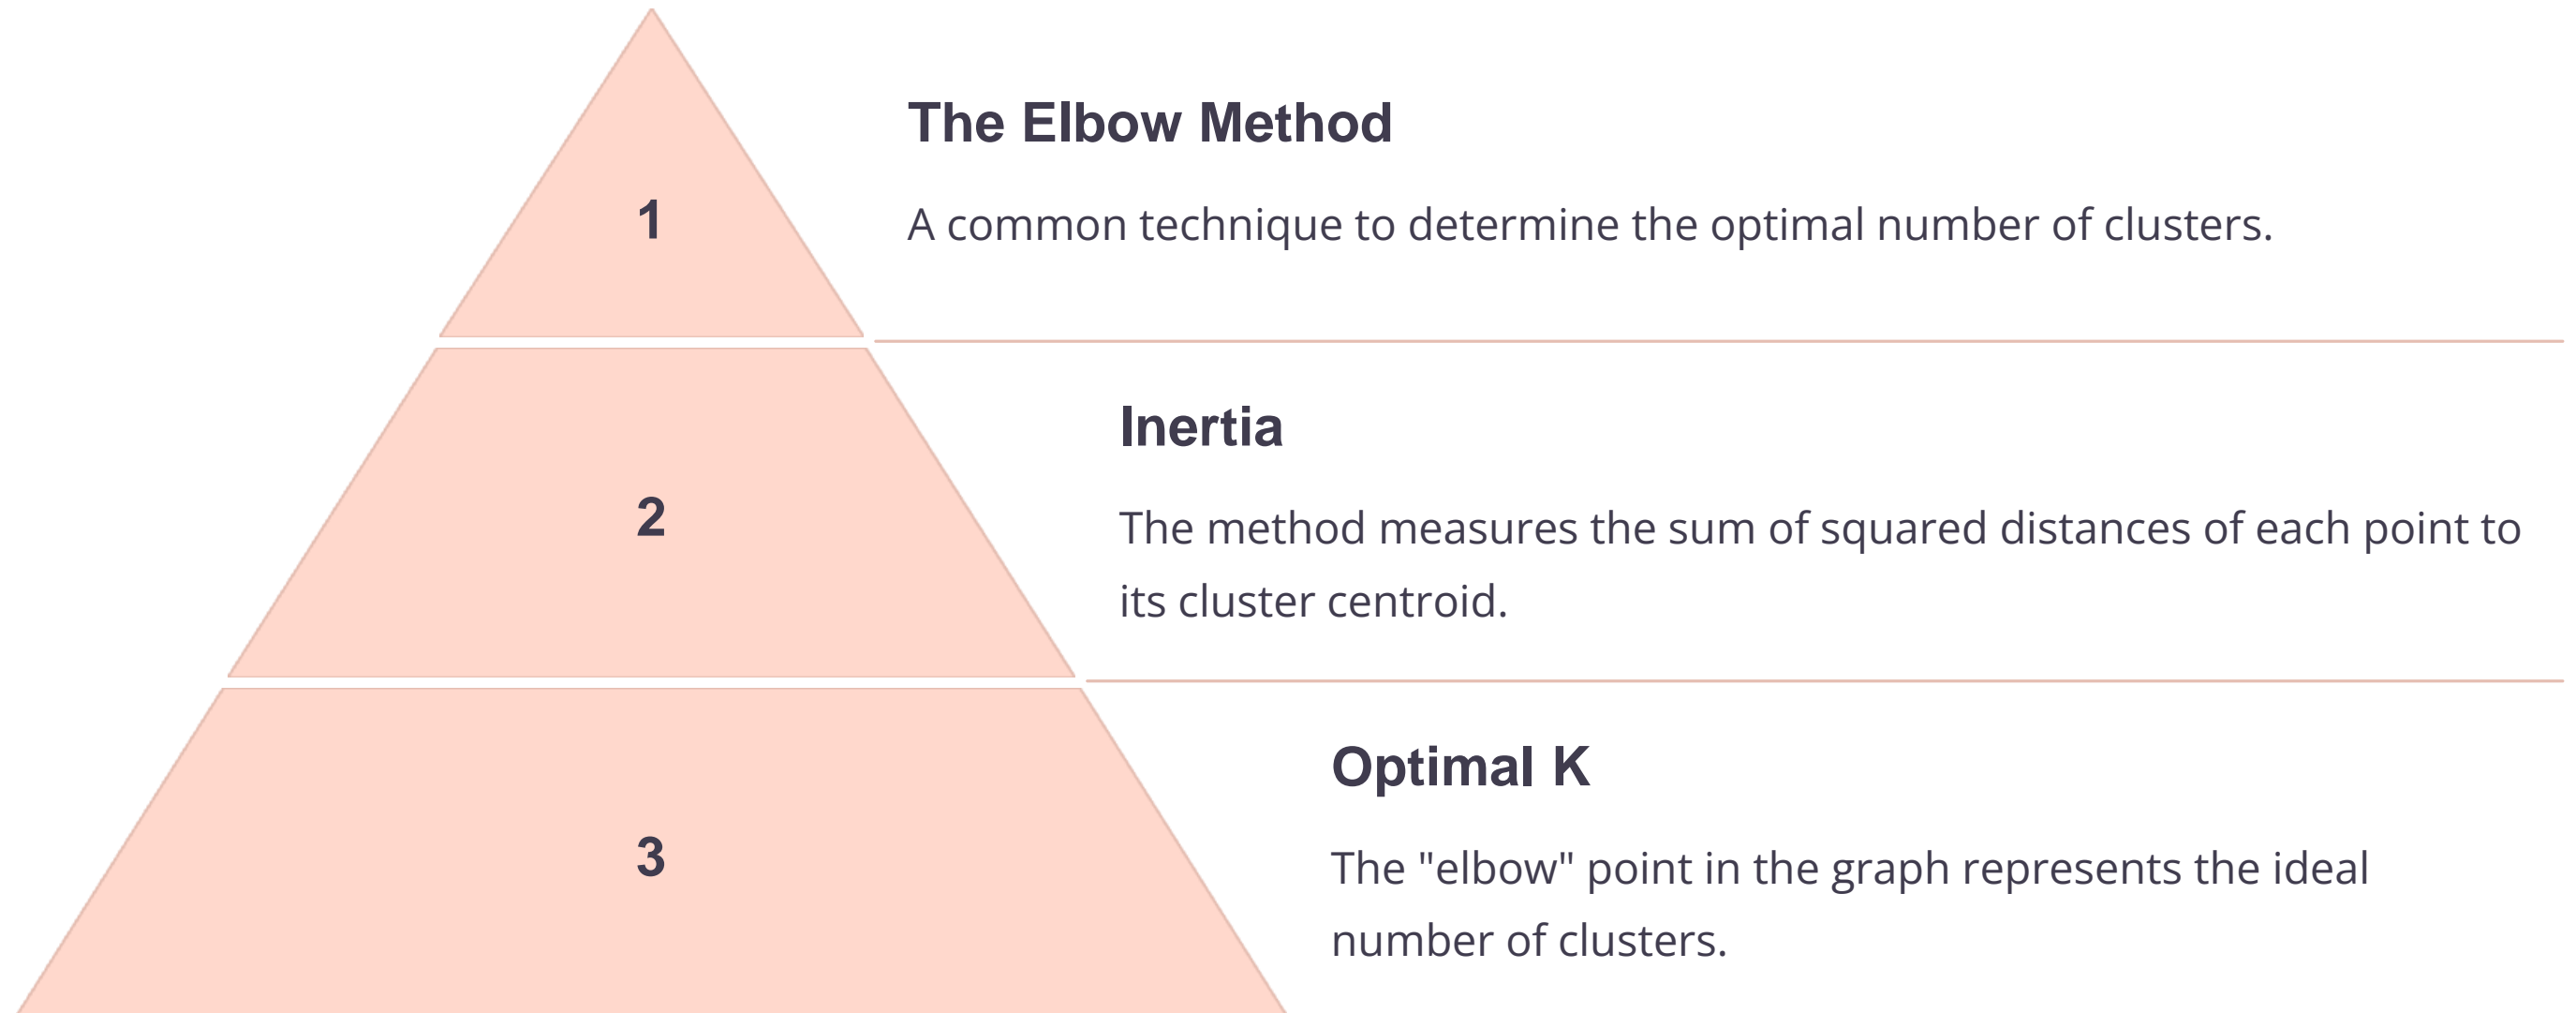 1
The Elbow Method
A common technique to determine the optimal number of clusters.
2
Inertia
The method measures the sum of squared distances of each point to
its cluster centroid.
3
Optimal K
The "elbow" point in the graph represents the ideal
number of clusters.